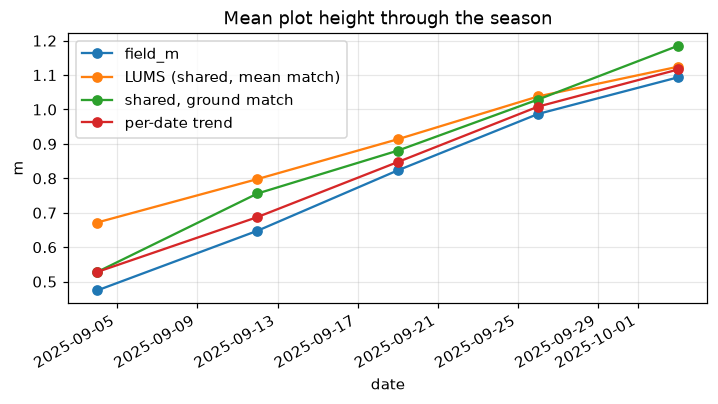 Mean plot height through the season
1.2
1.1
1.0
0.9
0.8
0.7
0.6
0.5
m
field_m
LUMS (shared, mean match)
shared, ground match
per-date trend
2025-09-05
2025-09-09
2025-09-13
2025-09-17
2025-09-21
2025-09-25
2025-09-29
2025-10-01
date